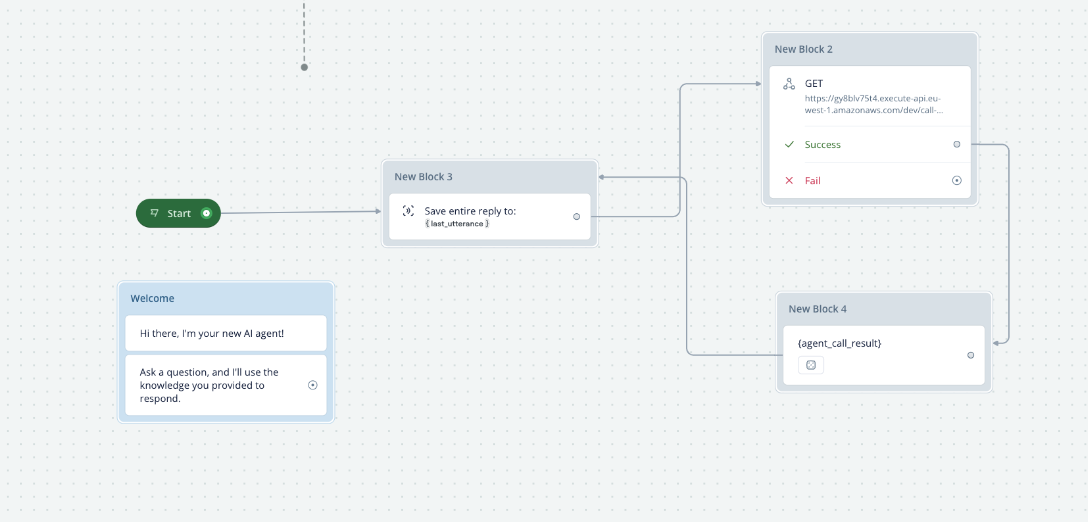 New Block 2
GET
https://gy8blv75t4.execute-api.eu-
west-1.amazonaws.com/dev/call-...
Success
Fail
New Block 3
Save entire reply to:
{last_utterance}
Start
Welcome
Hi there, I'm your new AI agent!
Ask a question, and I'll use the
knowledge you provided to
respond.
New Block 4
{agent_call_result}